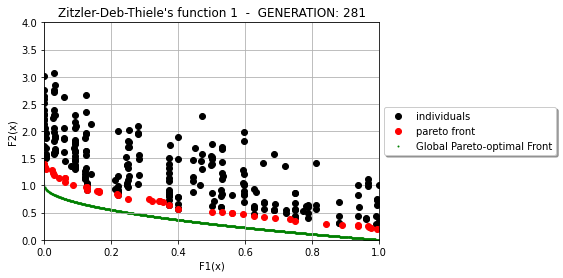 Zitzler-Deb-Thiele's function 1 - GENERATION: 281
4.0
3.5
3.0
2.5
2.0
1.5
1.0
0.5
0.0
F2(x)
0.0 0.2 0.4 0.6 0.8 1.0
F1(x)
individuals
pareto front
Global Pareto-optimal Front